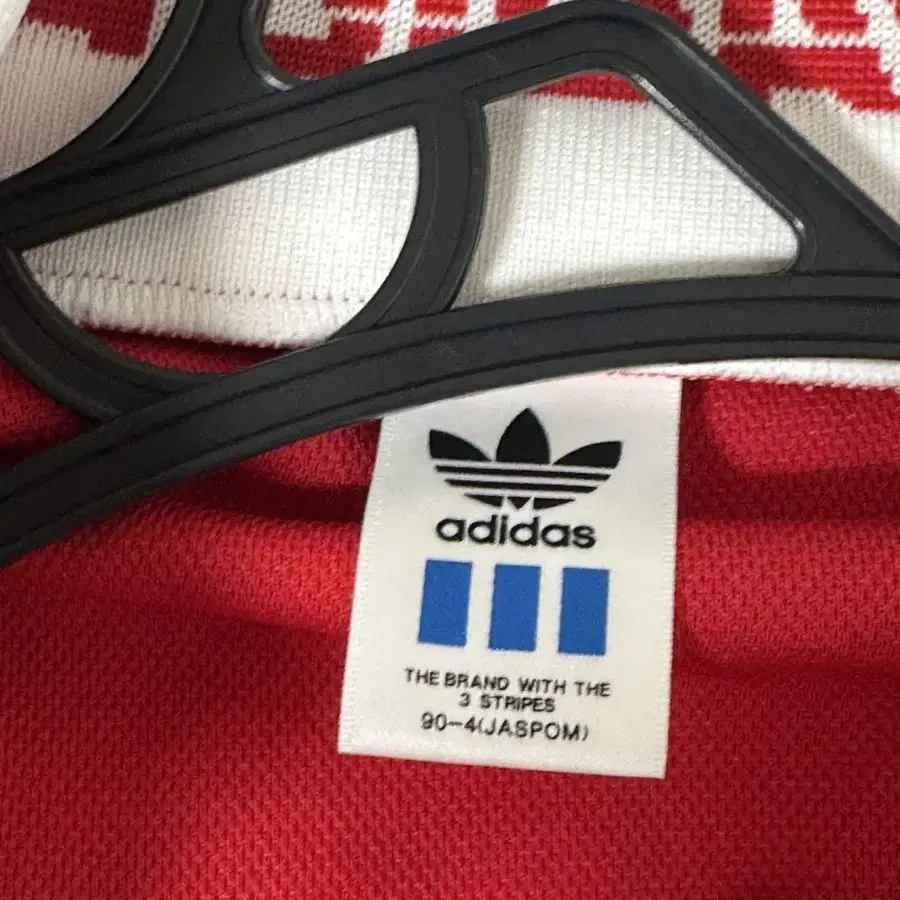 adidas
THE BRAND WITH THE
3 STRIPES
90-4(JASPOM)